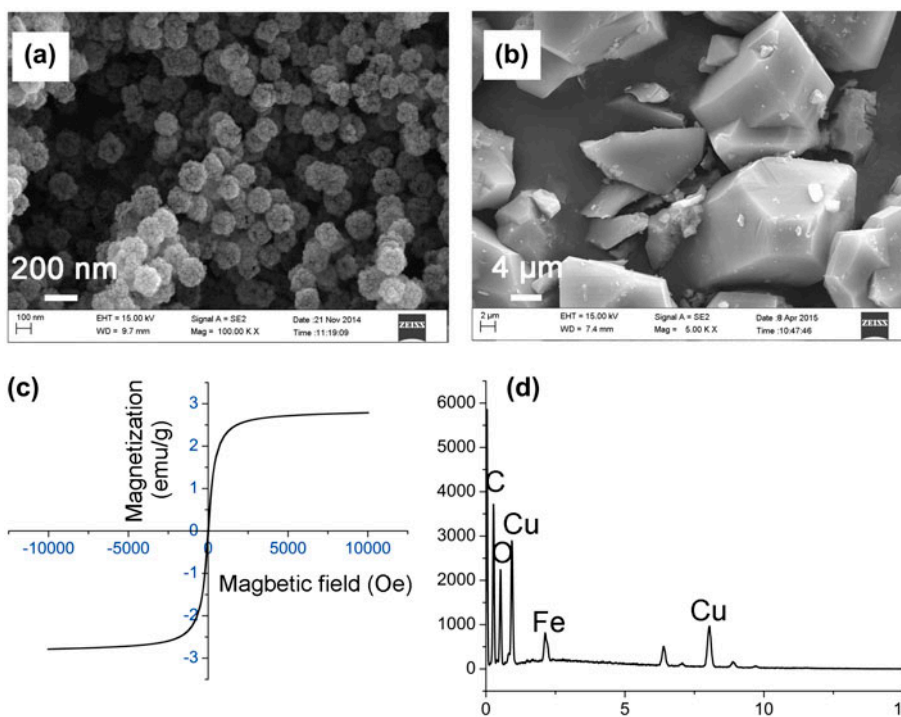 (a)
200 nm
100 nm
EHT = 15.00 kV
Signal A = SE2
Date :21 Nov 2014
WD = 9.7 mm
Mag = 100.00 K X
Time :11:19:09
ZEISS
(b)
4 µm
2 µm
EHT = 15.00 kV
Signal A = SE2
Date :8 Apr 2015
WD = 7.4 mm
Mag = 5.00 K X
Time :10:47:46
ZEISS
(c)
Magnetization
(emu/g)
3
2
1
0
-10000
-5000
0
5000
10000
-1
-2
-3
Magbetic field (Oe)
(d)
6000
5000
4000
3000
2000
1000
0
C
O
Cu
Fe
Cu
0
5
10
15